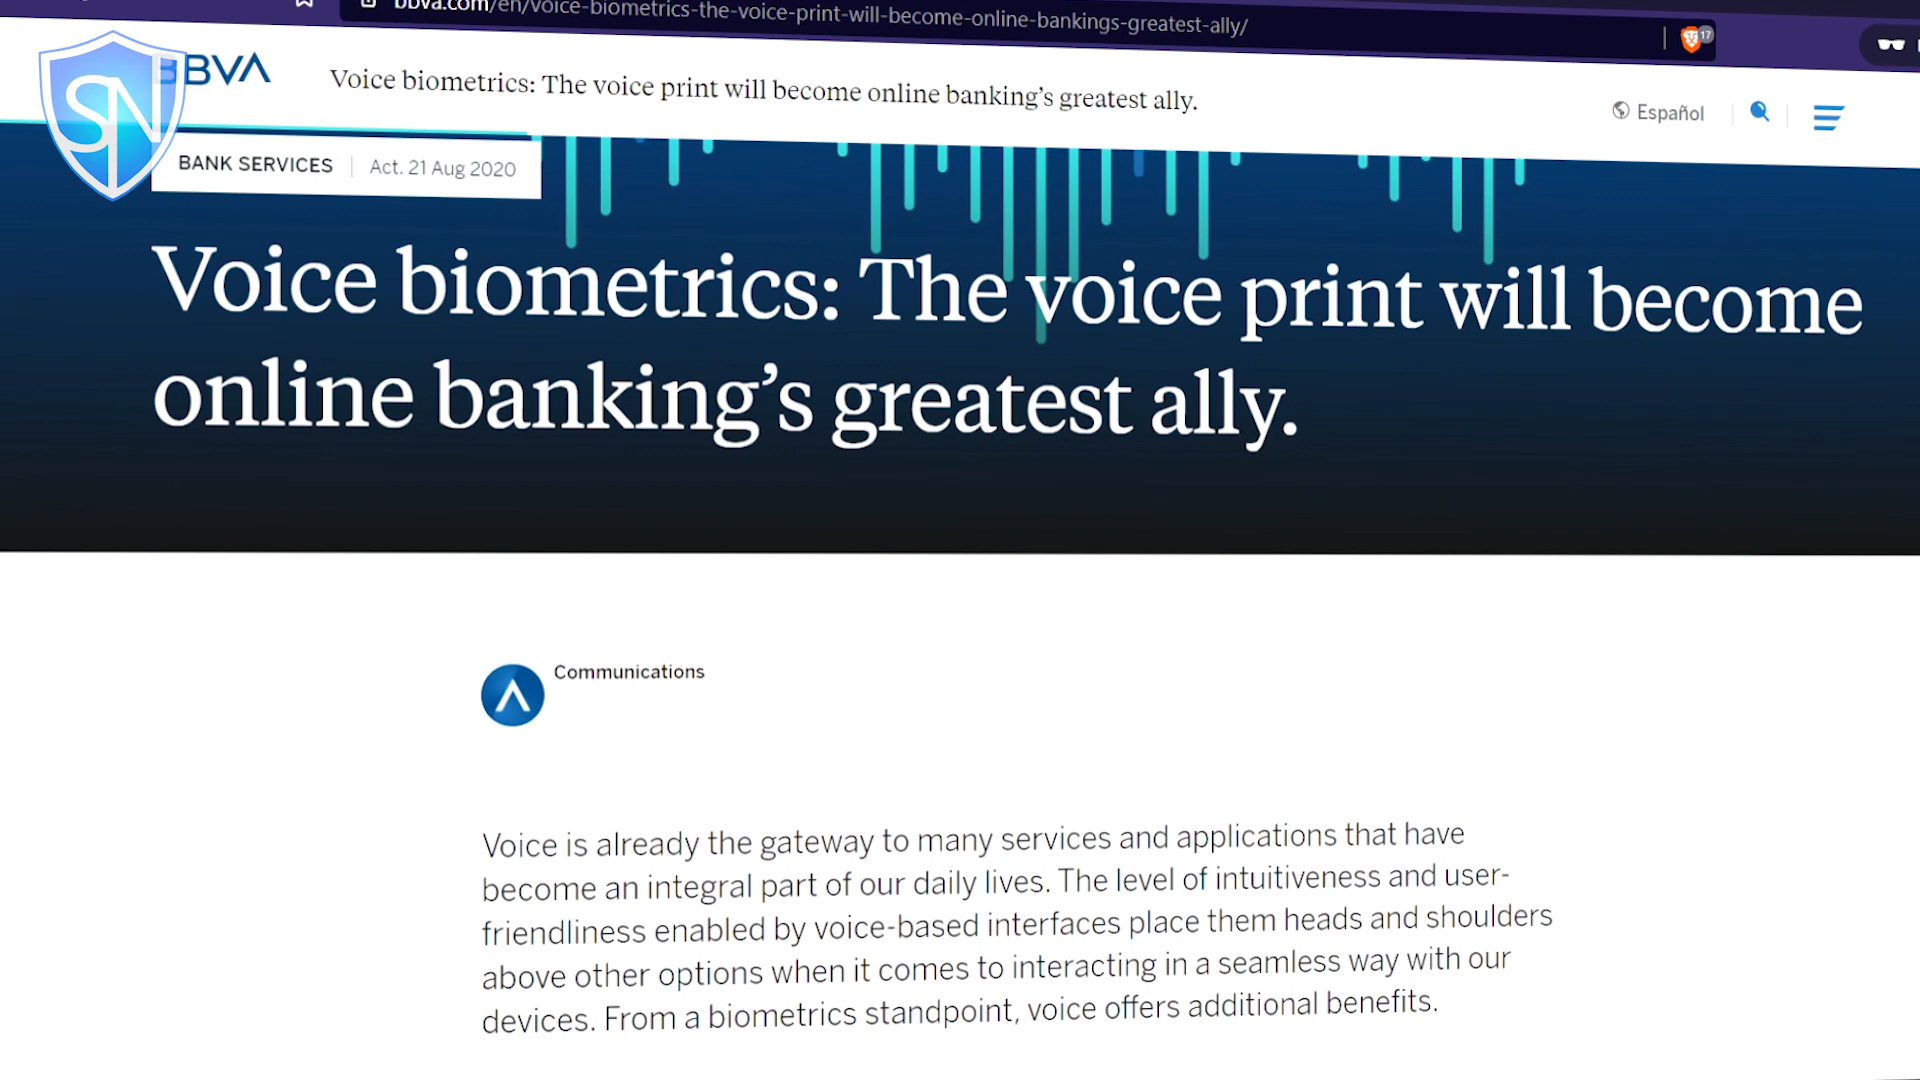 bbva.com/en/voice-biometrics-the-voice-print-will-become-online-bankings-greatest-ally/
17
SN
BBVA
Voice biometrics: The voice print will become online banking’s greatest ally.
Español
BANK SERVICES
Act. 21 Aug 2020
Voice biometrics: The voice print will become
online banking’s greatest ally.
Communications
Voice is already the gateway to many services and applications that have
become an integral part of our daily lives. The level of intuitiveness and user-
friendliness enabled by voice-based interfaces place them heads and shoulders
above other options when it comes to interacting in a seamless way with our
devices. From a biometrics standpoint, voice offers additional benefits.